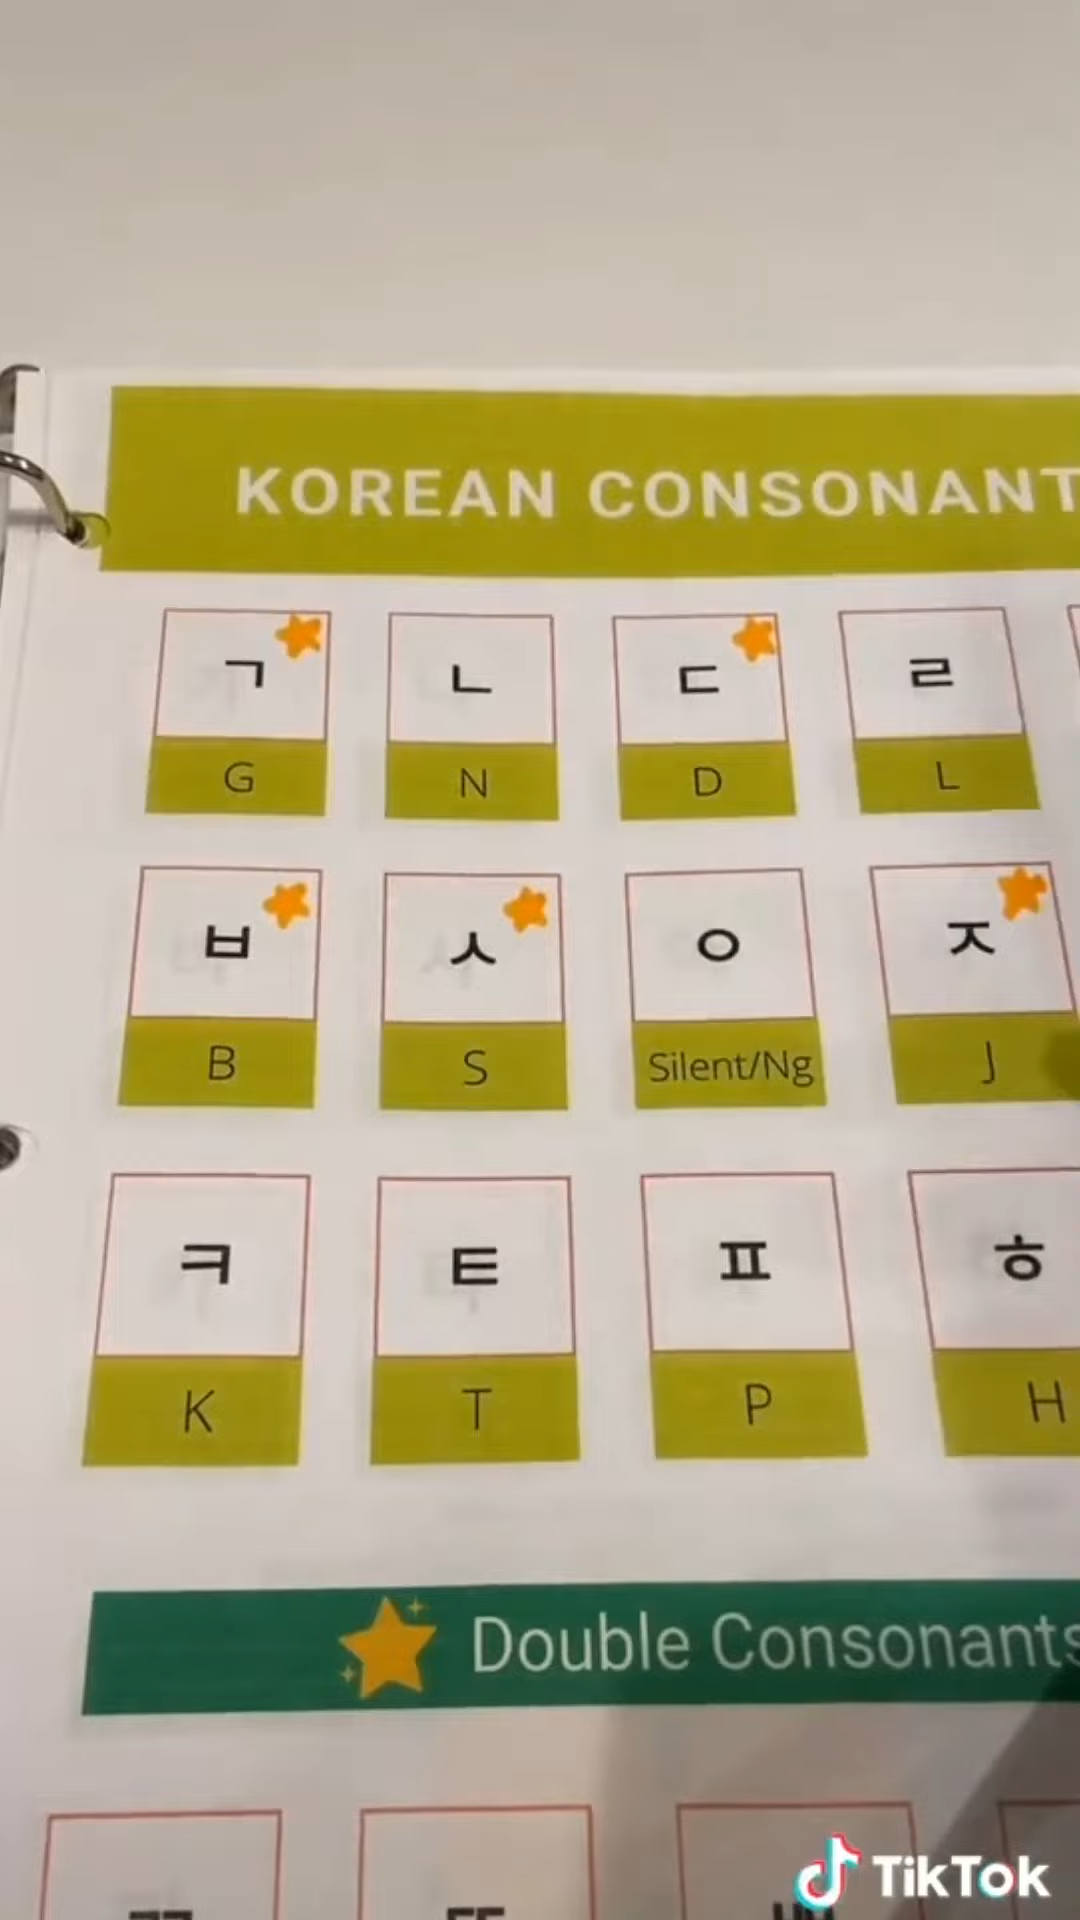 KOREAN CONSONANT
ㄱ ㄴ ㄷ ㄹ
G N D L
ㅂ ㅅ ㅇ ㅈ
B S Silent/Ng J
ㅋ ㅌ ㅍ ㅎ
K T P H
Double Consonants
TikTok